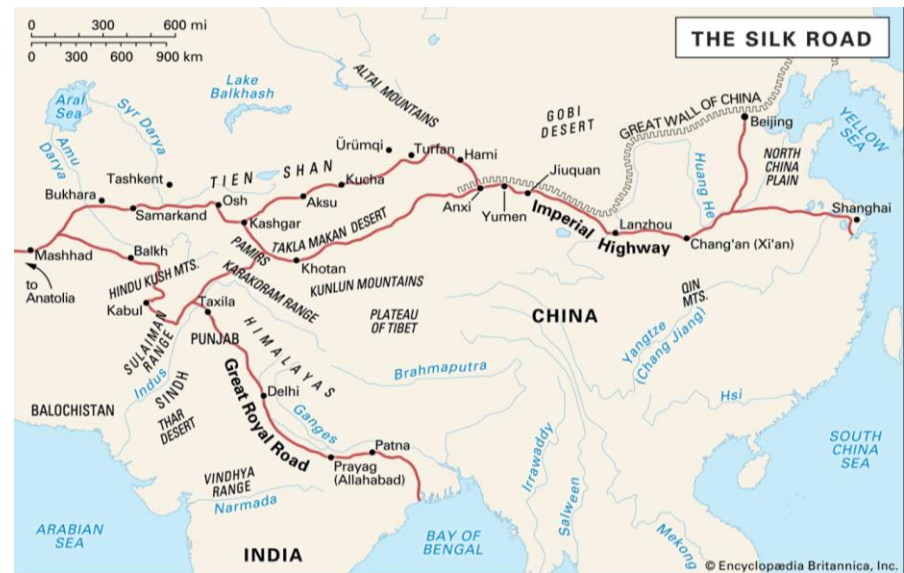 0 300 600 mi
0 300 600 900 km
THE SILK ROAD
Lake
Balkhash
ALTAI MOUNTAINS
Aral
Sea
Syr Darya
Amu
Darya
GOBI
DESERT
GREAT WALL OF CHINA
Beijing
YELLOW
SEA
Ürümqi
Turfan
Hami
Tashkent
TIEN SHAN
Kucha
Jiuquan
Huang He
NORTH
CHINA
PLAIN
Bukhara
Samarkand
Osh
Aksu
Anxi
Yumen
Imperial
Highway
Lanzhou
Shanghai
Kashgar
TAKLA MAKAN DESERT
Chang'an (Xi'an)
Mashhad
Balkh
PAMIRS
Khotan
to
Anatolia
HINDU KUSH MTS.
KARAKORAM RANGE
KUNLUN MOUNTAINS
QIN
MTS.
Kabul
Taxila
PLATEAU
OF TIBET
CHINA
Yangtze
(Chang Jiang)
SULAIMAN
RANGE
PUNJAB
HIMALAYAS
Brahmaputra
Indus
SINDH
Great Royal Road
Delhi
Hsi
BALOCHISTAN
THAR
DESERT
Ganges
Patna
SOUTH
CHINA
SEA
VINDHYA
RANGE
Prayag
(Allahabad)
Irrawaddy
Salween
Narmada
Mekong
ARABIAN
SEA
INDIA
BAY OF
BENGAL
© Encyclopædia Britannica, Inc.